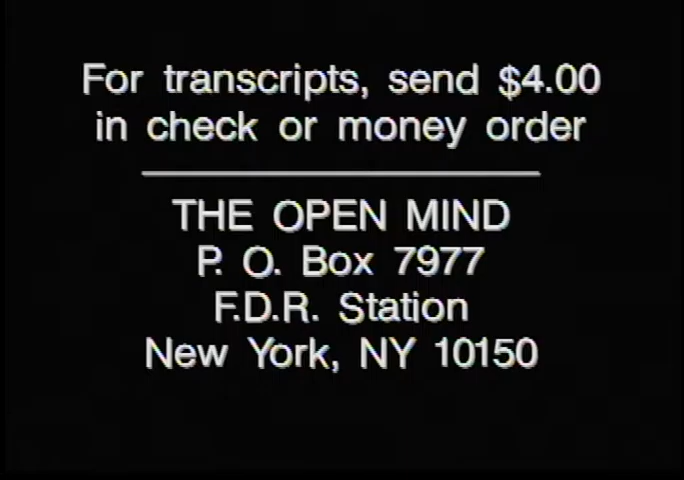 For transcripts, send $4.00
in check or money order
THE OPEN MIND
P. O. Box 7977
F.D.R. Station
New York, NY 10150